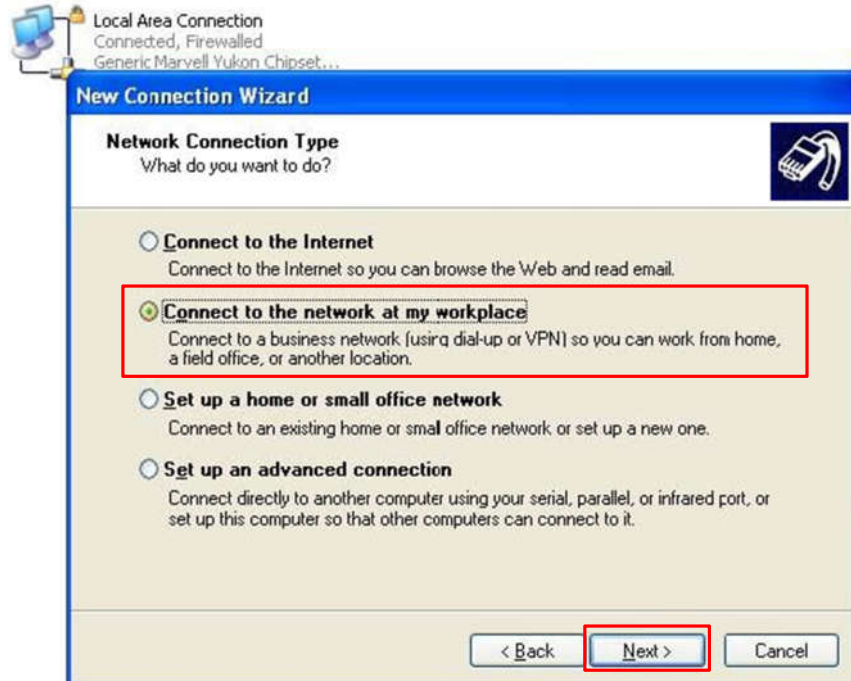 Local Area Connection
Connected, Firewalled
Generic Marvell Yukon Chipset...
New Connection Wizard
Network Connection Type
What do you want to do?
Connect to the Internet
Connect to the Internet so you can browse the Web and read email.
Connect to the network at my workplace
Connect to a business network (using dial-up or VPN) so you can work from home,
a field office, or another location.
Set up a home or small office network
Connect to an existing home or smal office network or set up a new one.
Set up an advanced connection
Connect directly to another computer using your serial, parallel, or infrared port, or
set up this computer so that other computers can connect to it.
< Back
Next >
Cancel